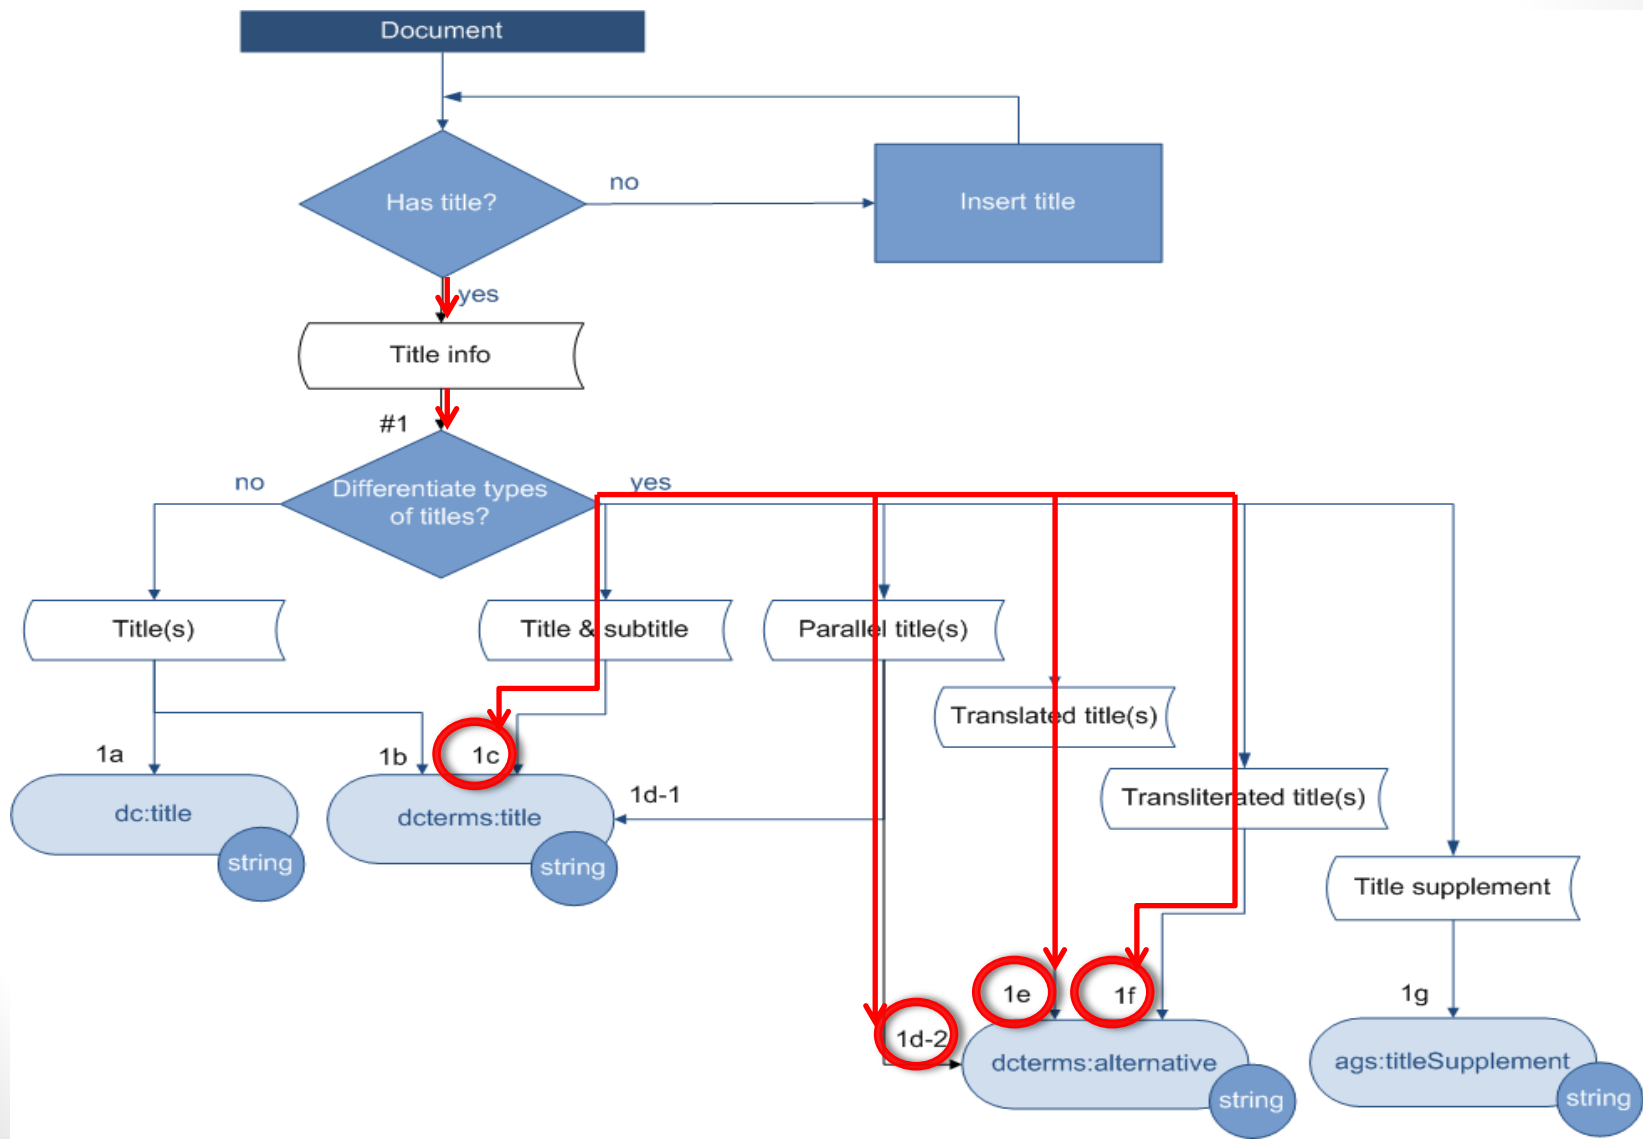 Document
Has title?
no
Insert title
yes
Title info
#1
no
Differentiate types
of titles?
yes
Title(s)
Title & subtitle
Parallel title(s)
Translated title(s)
1a
1b
1c
1d-1
Transliterated title(s)
dc:title
dcterms:title
string
string
Title supplement
1e
1f
1g
1d-2
dcterms:alternative
ags:titleSupplement
string
string